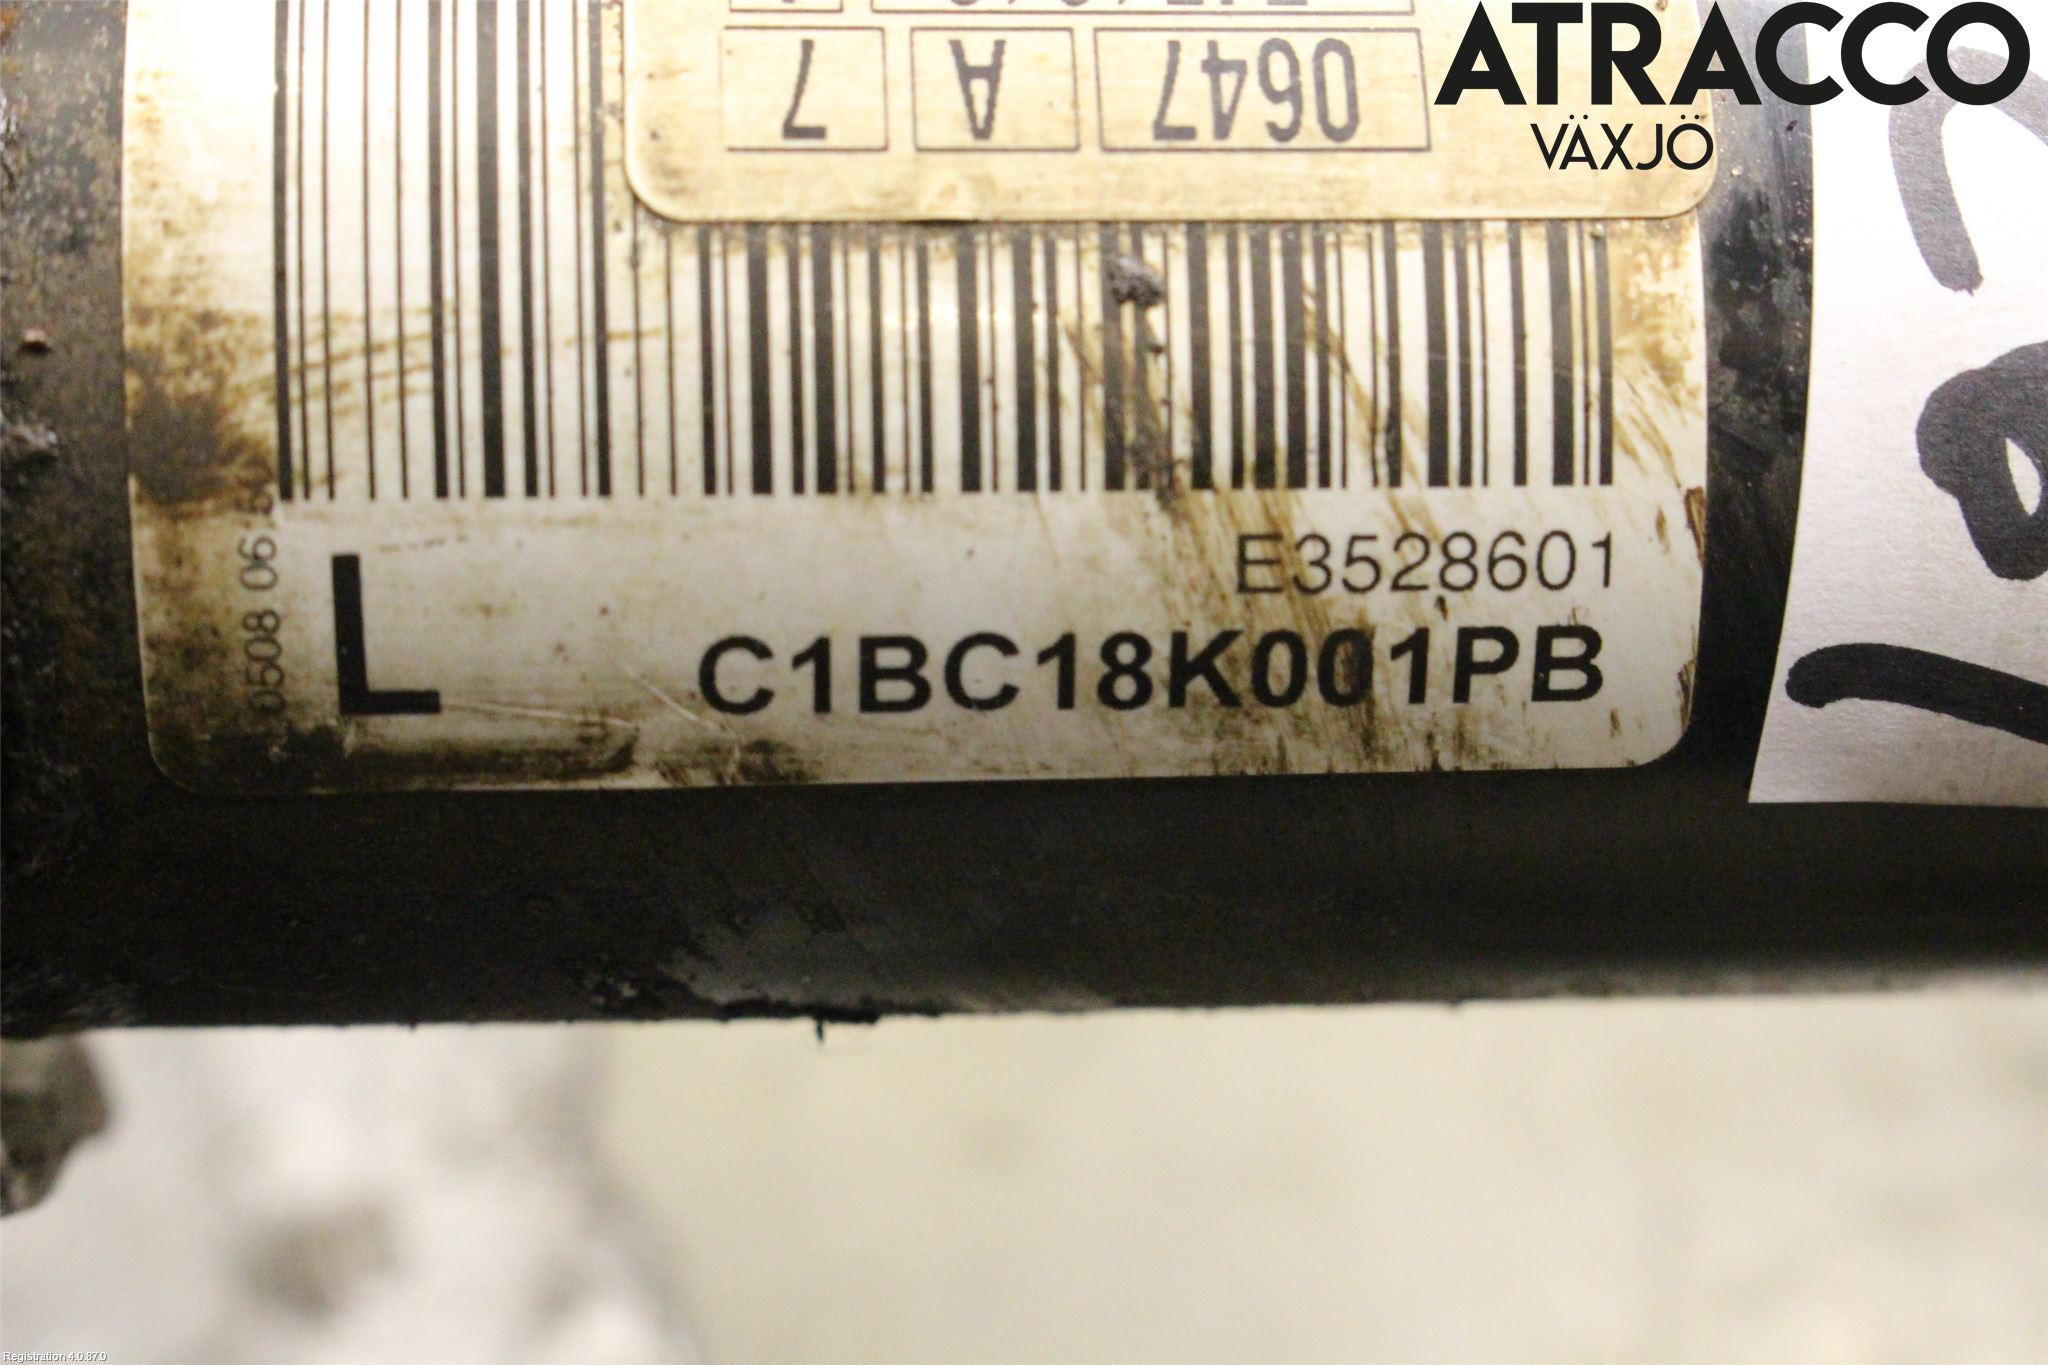 ATRACCO
VÄXJÖ
0647 A 7
E3528601
L C1BC18K001PB
0508 06
Registration 4.0.87.0